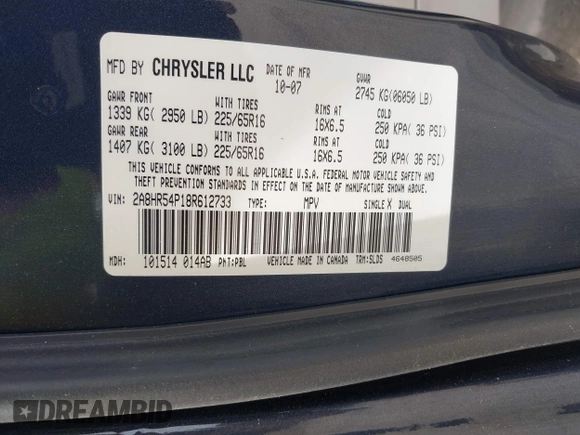 MFD BY CHRYSLER LLC DATE OF MFR GVWR
10-07 2745 KG(06050 LB)
GAWR FRONT WITH TIRES RIMS AT COLD
1339 KG( 2950 LB) 225/65R16 16X6.5 250 KPA( 36 PSI)
GAWR REAR WITH TIRES RIMS AT COLD
1407 KG( 3100 LB) 225/65R16 16X6.5 250 KPA( 36 PSI)
THIS VEHICLE CONFORMS TO ALL APPLICABLE U.S.A. FEDERAL MOTOR VEHICLE SAFETY AND
THEFT PREVENTION STANDARDS IN EFFECT ON THE DATE OF MANUFACTURE SHOWN ABOVE.
VIN: 2A8HR54P18R612733 TYPE: MPV SINGLE X DUAL
MDH: 101514 014AB PNT:PBL VEHICLE MADE IN CANADA TRM:SLDS 4648505
DREAMBID